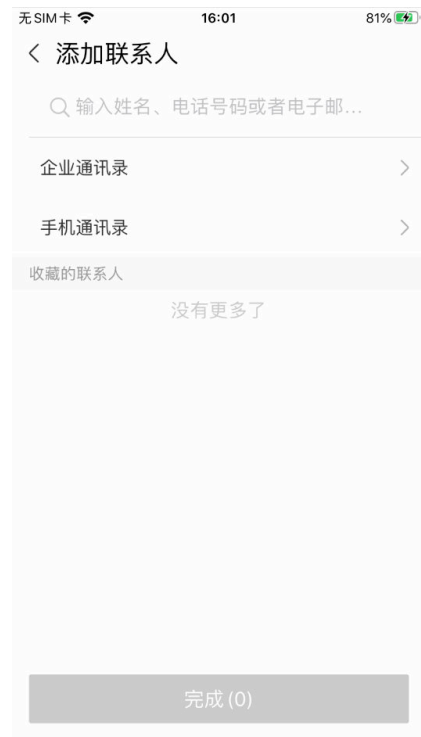 无SIM卡 16:01 81%
添加联系人
输入姓名、电话号码或者电子邮...
企业通讯录
手机通讯录
收藏的联系人
没有更多了
完成(0)